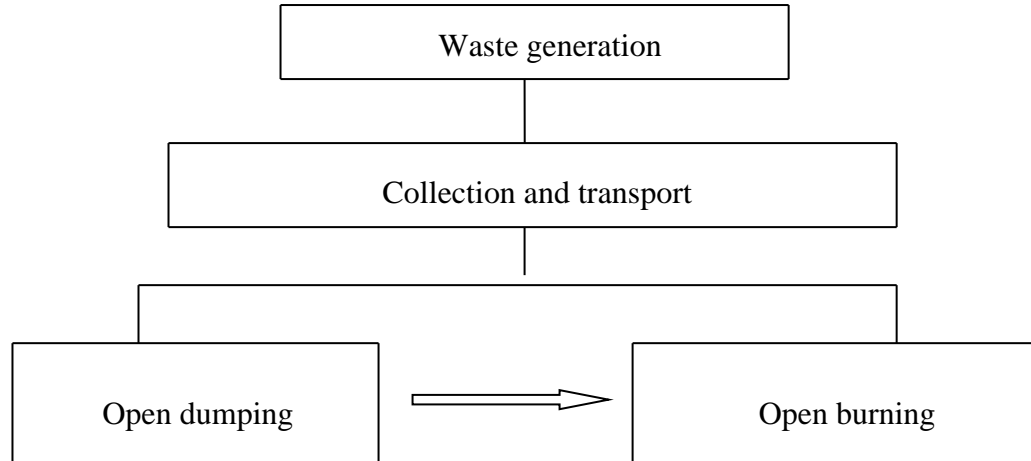 Waste generation
Collection and transport
Open dumping
Open burning